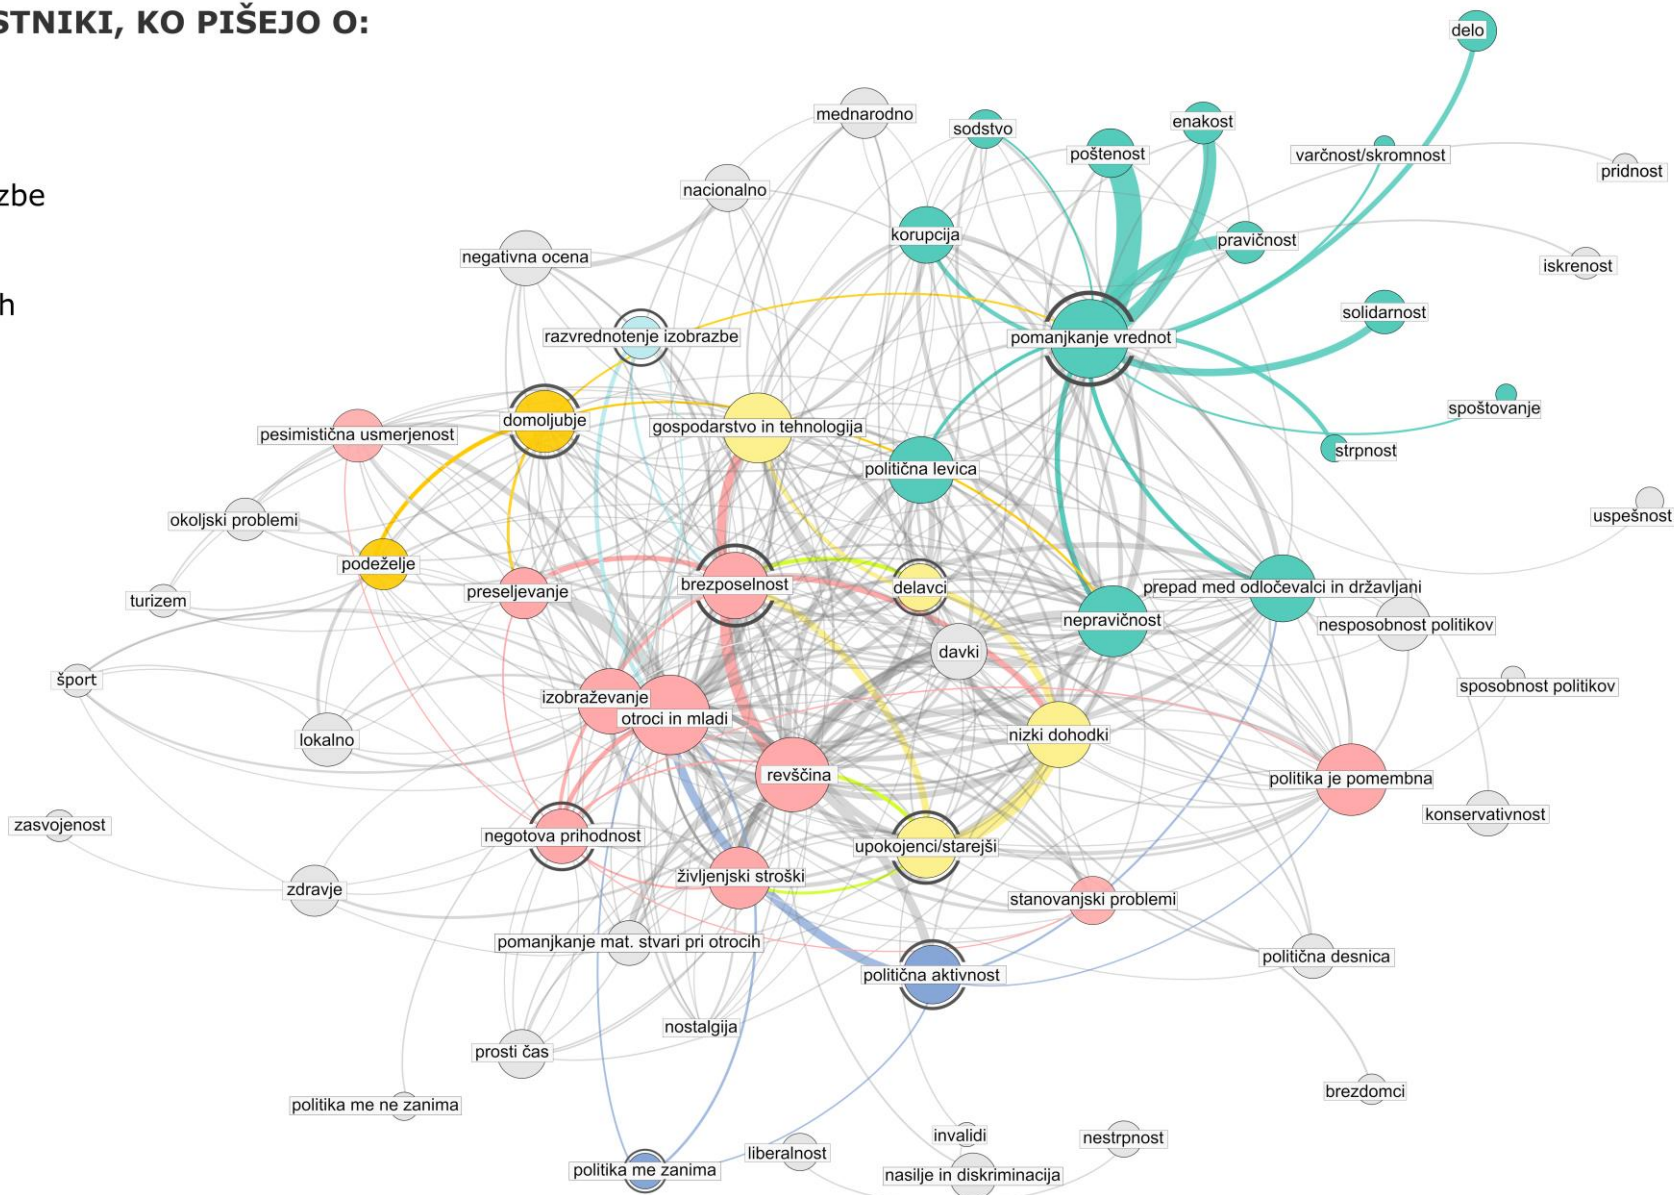 STNIKI, KO PIŠEJO O:
delo
mednarodno
sodstvo
enakost
poštenost
varčnost/skromnost
pridnost
nacionalno
zbe
korupcija
pravičnost
negativna ocena
iskrenost
h
solidarnost
razvrednotenje izobrazbe
pomanjkanje vrednot
spoštovanje
domoljubje
gospodarstvo in tehnologija
pesimistična usmerjenost
strpnost
politična levica
uspešnost
okoljski problemi
podeželje
brezposelnost
delavci
prepad med odločevalci in državljani
preseljevanje
turizem
nepravičnost
nesposobnost politikov
davki
šport
sposobnost politikov
izobraževanje
otroci in mladi
nizki dohodki
lokalno
revščina
politika je pomembna
konservativnost
zasvojenost
negotova prihodnost
upokojenci/starejši
življenjski stroški
zdravje
stanovanjski problemi
pomanjkanje mat. stvari pri otrocih
politična desnica
politična aktivnost
nostalgija
prosti čas
brezdomci
politika me ne zanima
invalidi
nestrpnost
liberalnost
politika me zanima
nasilje in diskriminacija